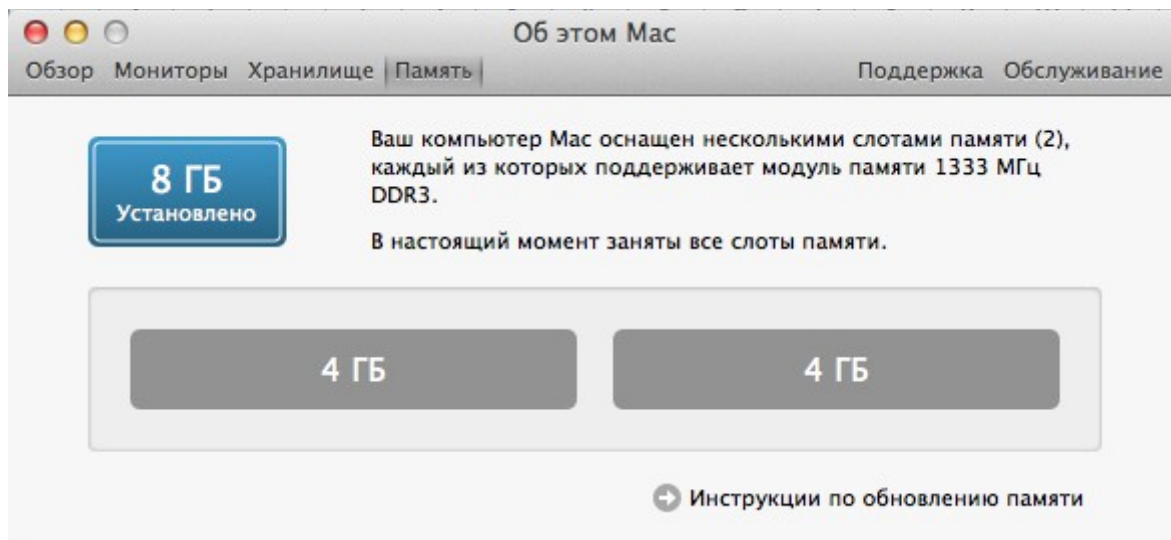 Об этом Mac
Обзор Мониторы Хранилище Память Поддержка Обслуживание
8 ГБ
Установлено
Ваш компьютер Mac оснащен несколькими слотами памяти (2),
каждый из которых поддерживает модуль памяти 1333 МГц
DDR3.
В настоящий момент заняты все слоты памяти.
4 ГБ 4 ГБ
Инструкции по обновлению памяти